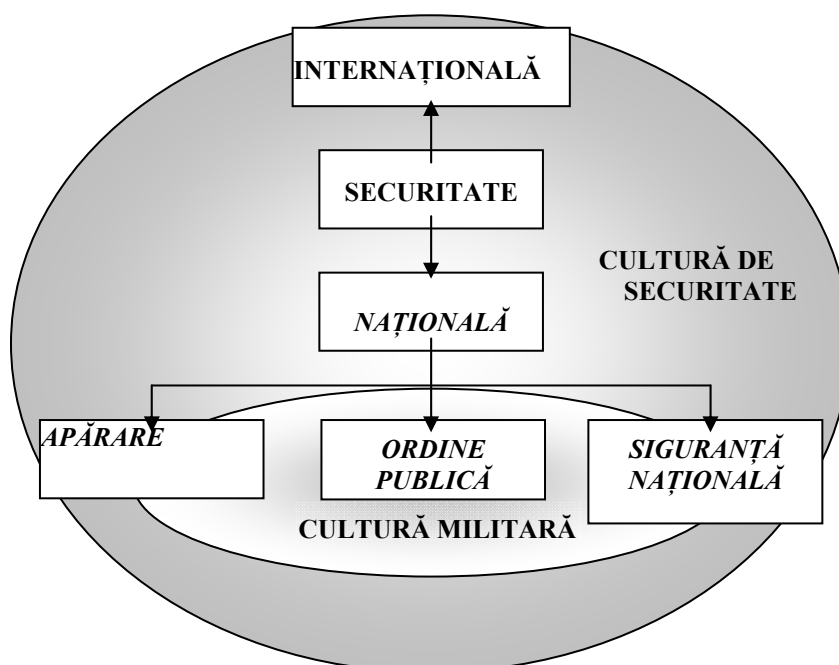 INTERNAȚIONALĂ
SECURITATE
CULTURĂ DE
SECURITATE
NAȚIONALĂ
APĂRARE
ORDINE
PUBLICĂ
SIGURANȚĂ
NAȚIONALĂ
CULTURĂ MILITARĂ